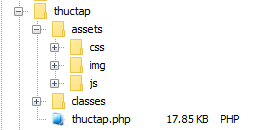 thuctap
assets
css
img
js
classes
thuctap.php 17.85 KB PHP